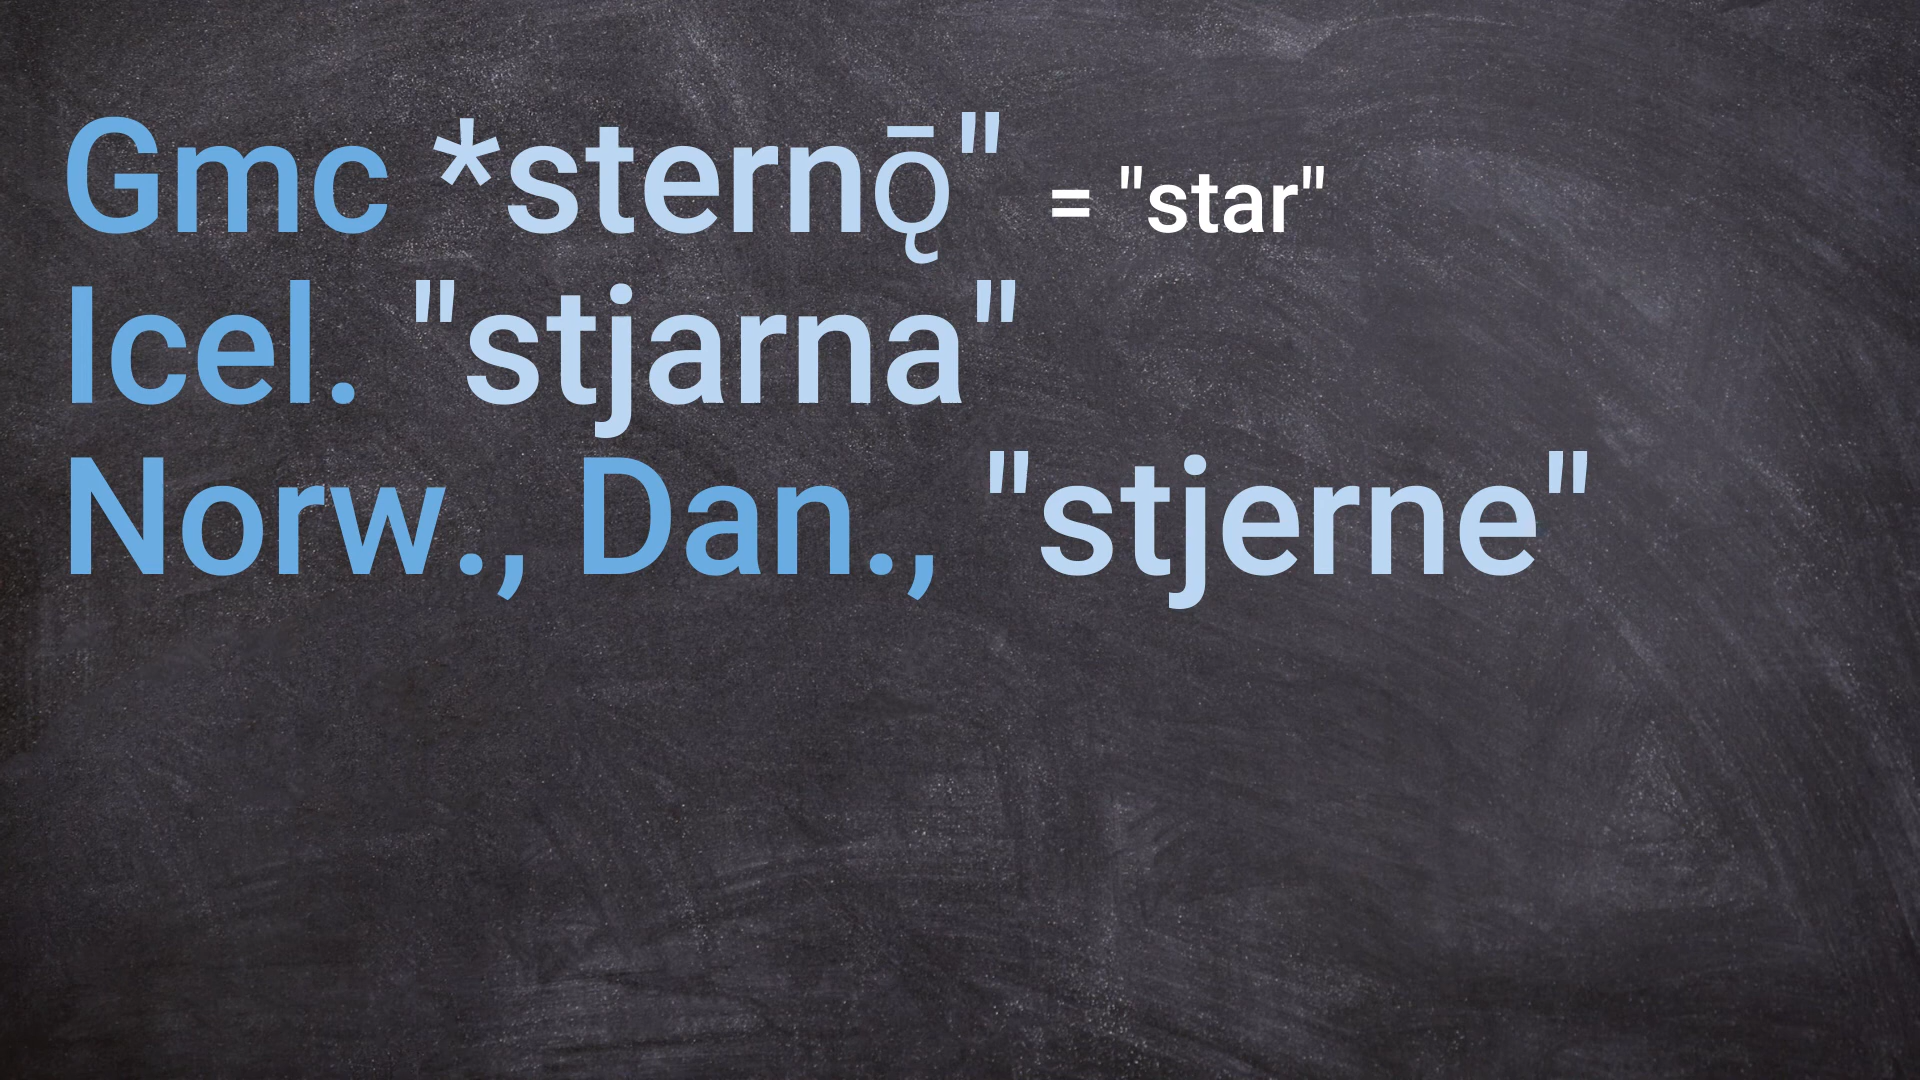 Gmc *sternǭ" = "star"
Icel. "stjarna"
Norw., Dan., "stjerne"